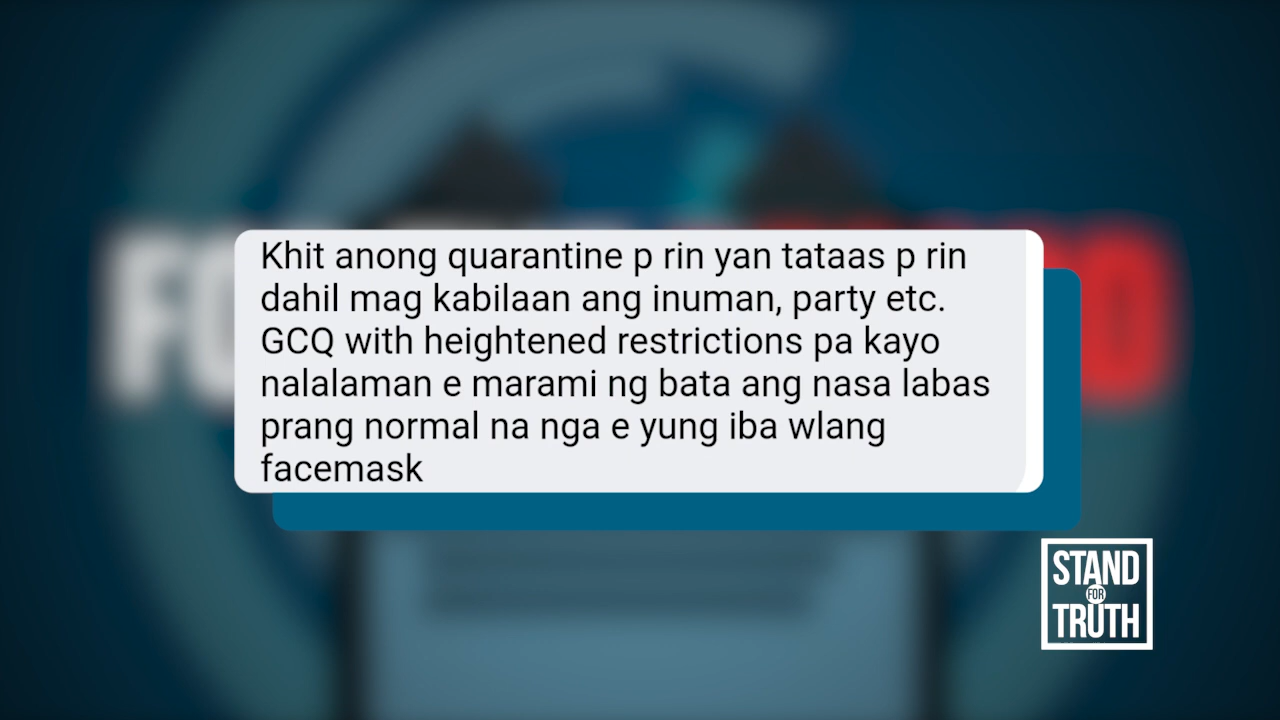 Khit anong quarantine p rin yan tataas p rin
dahil mag kabilaan ang inuman, party etc.
GCQ with heightened restrictions pa kayo
nalalaman e marami ng bata ang nasa labas
prang normal na nga e yung iba wlang
facemask
STAND
FOR
TRUTH